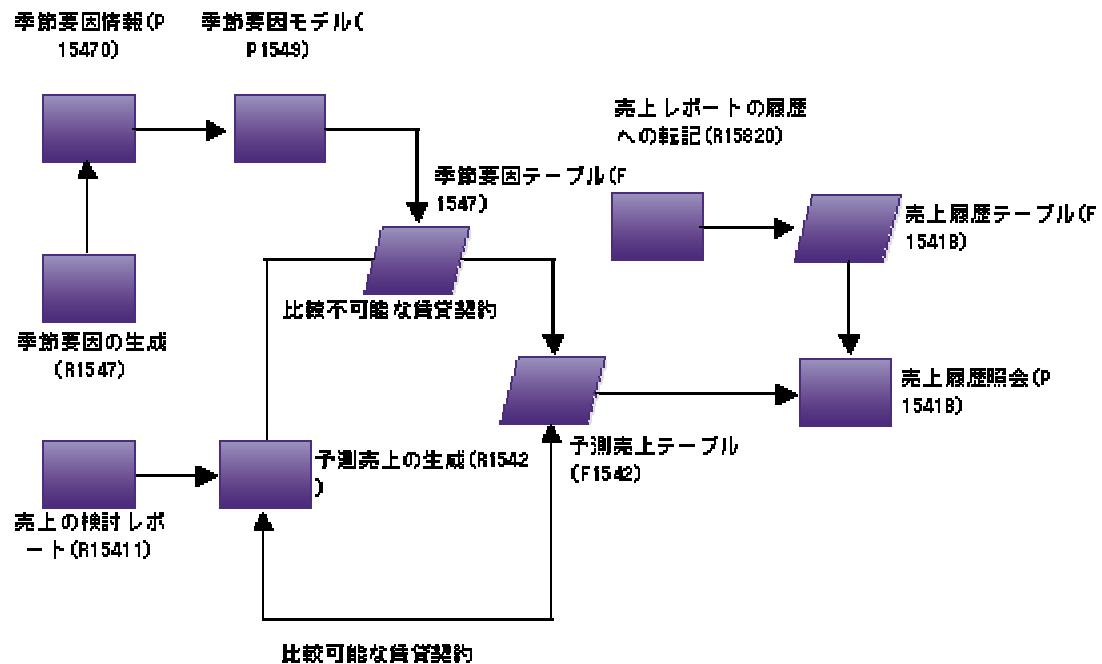 季節要因情報(P
15470)
季節要因モデル(
P1549)
売上レポートの履歴
への転記(R15820)
季節要因テーブル(F
1547)
売上履歴テーブル(F
1541B)
比較不可能な賃貸契約
季節要因の生成
(R1547)
売上履歴照会(P
1541B)
予測売上の生成(R1542
)
予測売上テーブル
(F1542)
売上の検討レポ
ート(R15411)
比較可能な賃貸契約